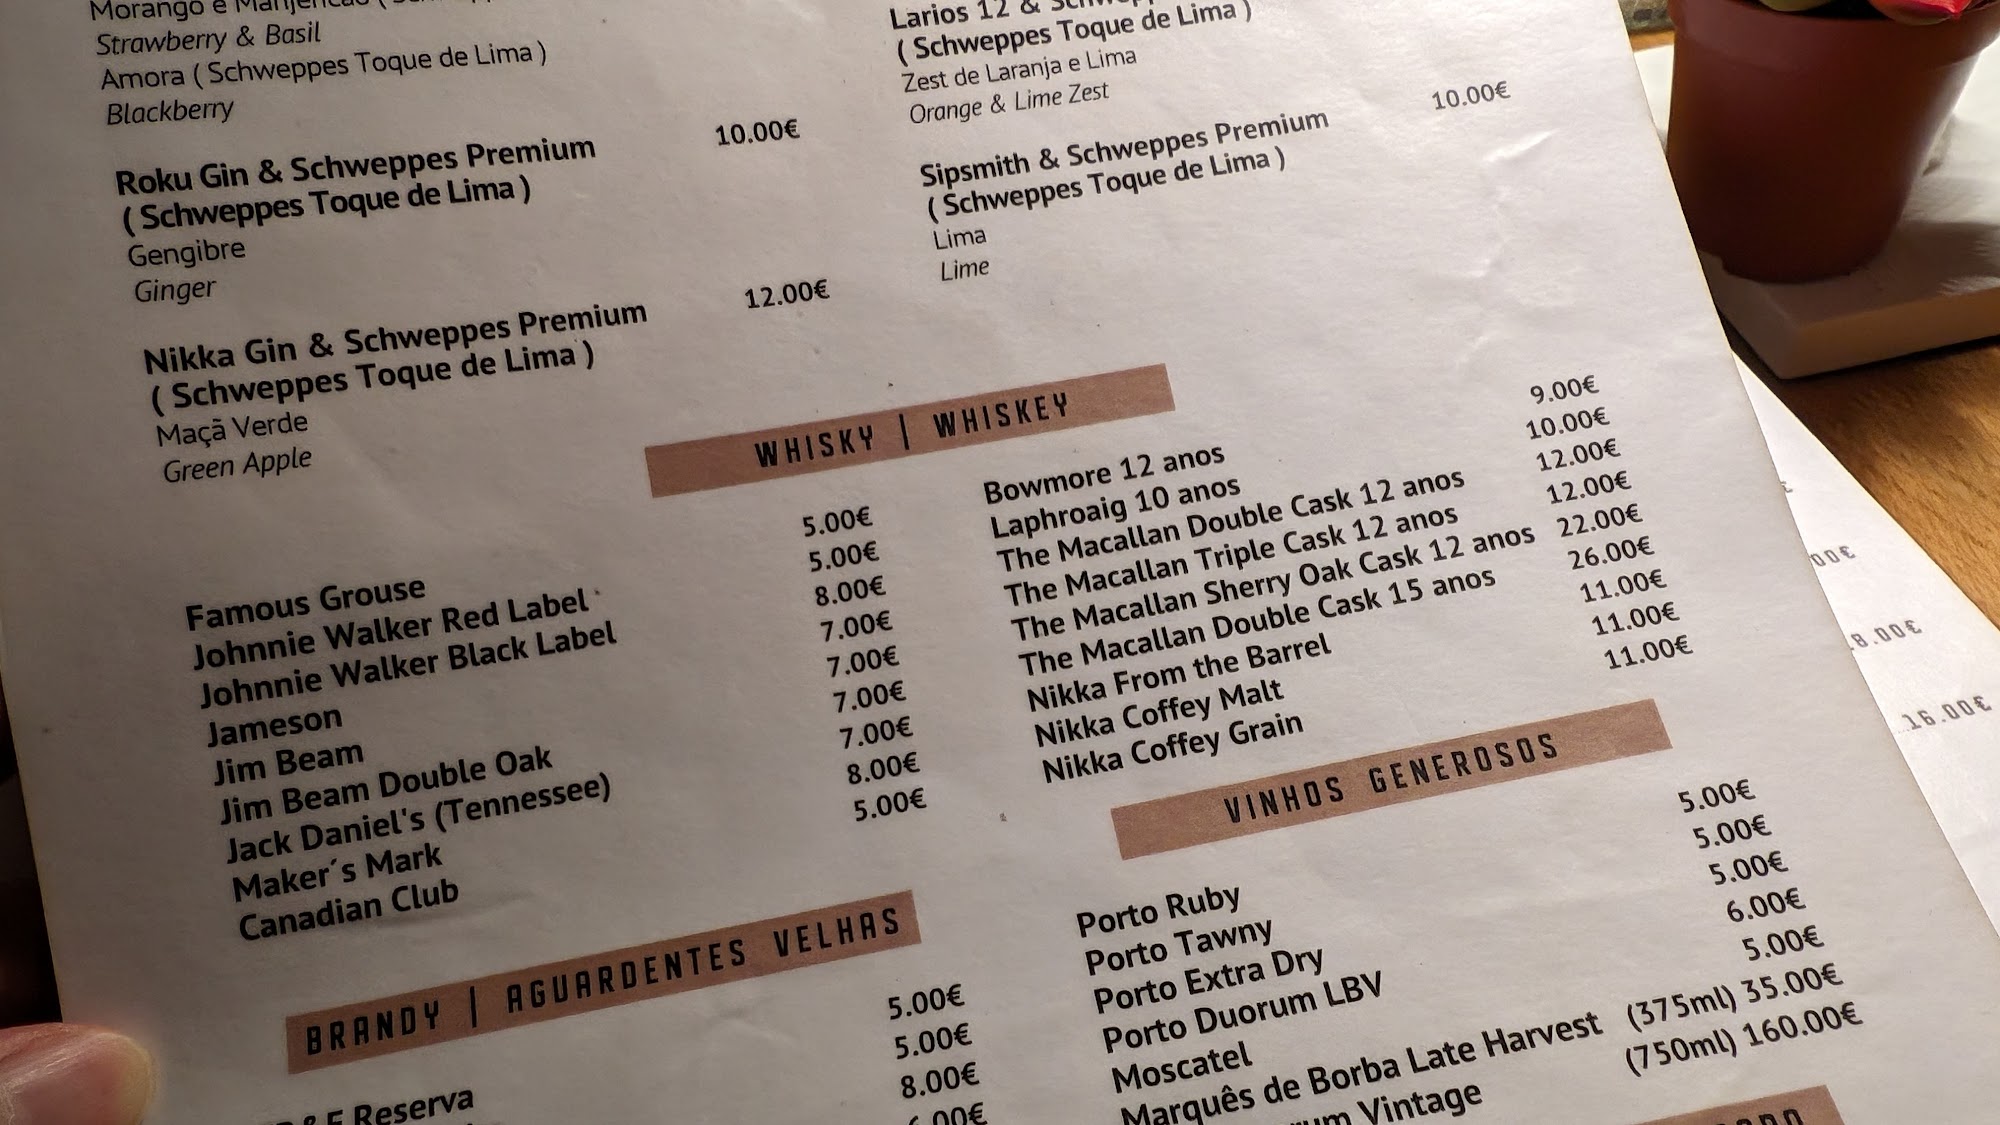 Morango e Manjericão
Strawberry & Basil
Amora ( Schweppes Toque de Lima )
Blackberry
Roku Gin & Schweppes Premium 10.00€
( Schweppes Toque de Lima )
Gengibre
Ginger
Nikka Gin & Schweppes Premium 12.00€
( Schweppes Toque de Lima )
Maçã Verde
Green Apple
Larios 12 &
( Schweppes Toque de Lima )
Zest de Laranja e Lima
Orange & Lime Zest
Sipsmith & Schweppes Premium 10.00€
( Schweppes Toque de Lima )
Lima
Lime
WHISKY | WHISKEY
Famous Grouse 5.00€
Johnnie Walker Red Label 5.00€
Johnnie Walker Black Label 8.00€
Jameson 7.00€
Jim Beam 7.00€
Jim Beam Double Oak 7.00€
Jack Daniel's (Tennessee) 7.00€
Maker´s Mark 8.00€
Canadian Club 5.00€
Bowmore 12 anos 9.00€
Laphroaig 10 anos 10.00€
The Macallan Double Cask 12 anos 12.00€
The Macallan Triple Cask 12 anos 12.00€
The Macallan Sherry Oak Cask 12 anos 22.00€
The Macallan Double Cask 15 anos 26.00€
Nikka From the Barrel 11.00€
Nikka Coffey Malt 11.00€
Nikka Coffey Grain 11.00€
BRANDY | AGUARDENTES VELHAS
Reserva 5.00€
5.00€
8.00€
VINHOS GENEROSOS
Porto Ruby 5.00€
Porto Tawny 5.00€
Porto Extra Dry 5.00€
Porto Duorum LBV 6.00€
Moscatel 5.00€
Marquês de Borba Late Harvest (375ml) 35.00€
Vintage (750ml) 160.00€
16.00€